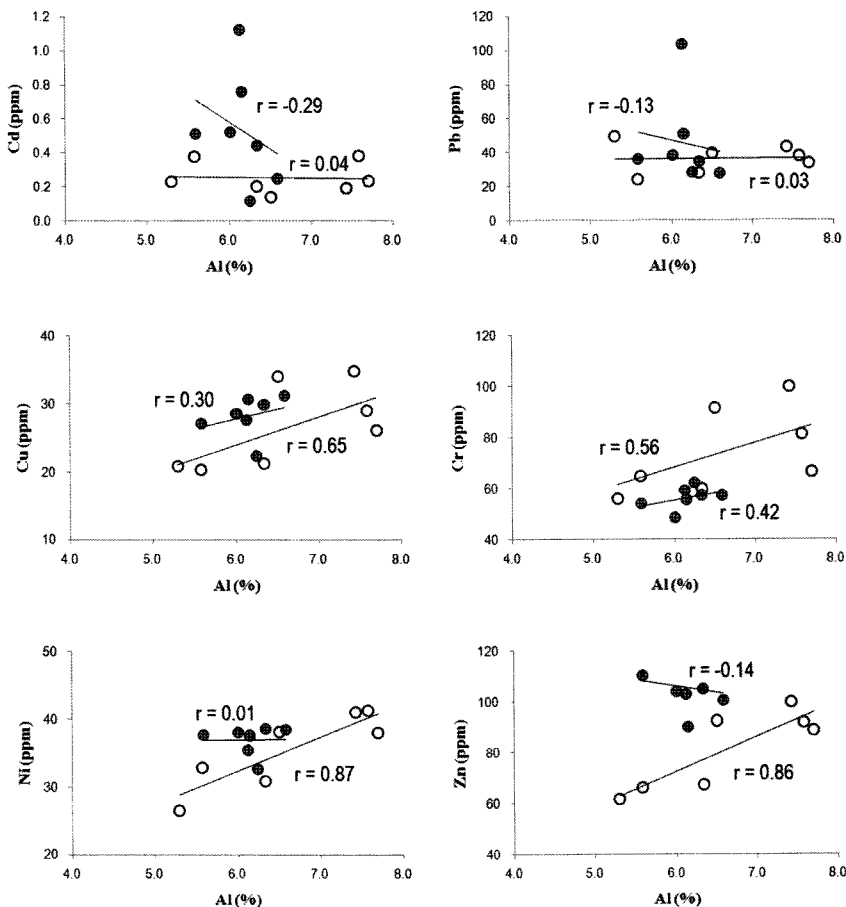 1.2
1.0
0.8
0.6
0.4
0.2
0.0
Cd (ppm)
r = -0.29
r = 0.04
4.0 5.0 6.0 7.0 8.0
Al (%)
120
100
80
60
40
20
0
Pb (ppm)
r = -0.13
r = 0.03
4.0 5.0 6.0 7.0 8.0
Al (%)
40
30
20
10
Cu (ppm)
r = 0.30
r = 0.65
4.0 5.0 6.0 7.0 8.0
Al (%)
120
100
80
60
40
Cr (ppm)
r = 0.56
r = 0.42
4.0 5.0 6.0 7.0 8.0
Al (%)
50
40
30
20
Ni (ppm)
r = 0.01
r = 0.87
4.0 5.0 6.0 7.0 8.0
Al (%)
120
100
80
60
40
Zn (ppm)
r = -0.14
r = 0.86
4.0 5.0 6.0 7.0 8.0
Al (%)